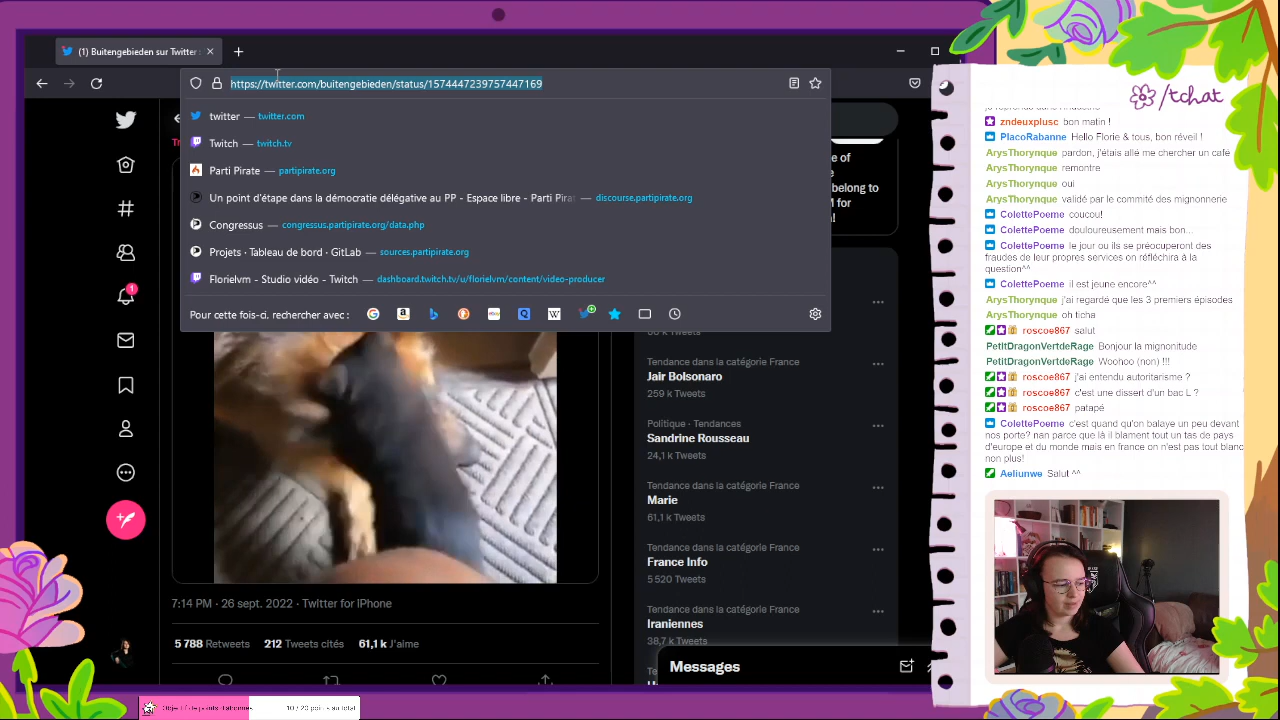 (1) Buitengebieden sur Twitter :
https://twitter.com/buitengebieden/status/1574447239757447169
twitter — twitter.com
Twitch — twitch.tv
Parti Pirate — partipirate.org
Un point d'étape dans la démocratie délégative au PP - Espace libre - Parti Pirat — discourse.partipirate.org
Congressus — congressus.partipirate.org/data.php
Projets · Tableau de bord · GitLab — sources.partipirate.org
Florielvm - Studio vidéo - Twitch — dashboard.twitch.tv/u/florielvm/content/video-producer
Pour cette fois-ci, rechercher avec :
e of
belong to
M for
Tendance dans la catégorie France
Jair Bolsonaro
259 k Tweets
Politique · Tendances
Sandrine Rousseau
24,1 k Tweets
Tendance dans la catégorie France
Marie
61,1 k Tweets
Tendance dans la catégorie France
France Info
5 520 Tweets
Tendance dans la catégorie France
Iraniennes
38,7 k Tweets
Messages
1
7:14 PM · 26 sept. 2022 · Twitter for iPhone
5 788 Retweets 212 Tweets cités 61,1 k J'aime
/tchat
zndeuxplusc bon matin !
PlacoRabanne Hello Florie & tous, bon réveil !
ArysThorynque pardon, j'étais allé me chercher un café
ArysThorynque remontre
ArysThorynque oui
ArysThorynque validé par le commité des mignonnerie
ColettePoeme coucou!
ColettePoeme douloureusement mais bon...
ColettePoeme le jour ou ils se préocuperont des
fraudes de leur propres services on réfléchira à la
question^^
ColettePoeme il est jeune encore^^
ArysThorynque j'ai regardé que les 3 premiers épisodes
ArysThorynque oh ticha
roscoe867 salut
PetitDragonVertdeRage Bonjour la mignonitude
PetitDragonVertdeRage Woohoo (non) !!!
roscoe867 j'ai entendu autoritarisme ?
roscoe867 c'est une dissert d'un bac L ?
roscoe867 patapé
ColettePoeme c'est quand qu'on balaye un peu devant
nos porte? nan parce que là il blament tout un tas de pays
d'europe et du monde mais en france on n'est pas tout blanc
non plus!
Aeliunwe Salut ^^